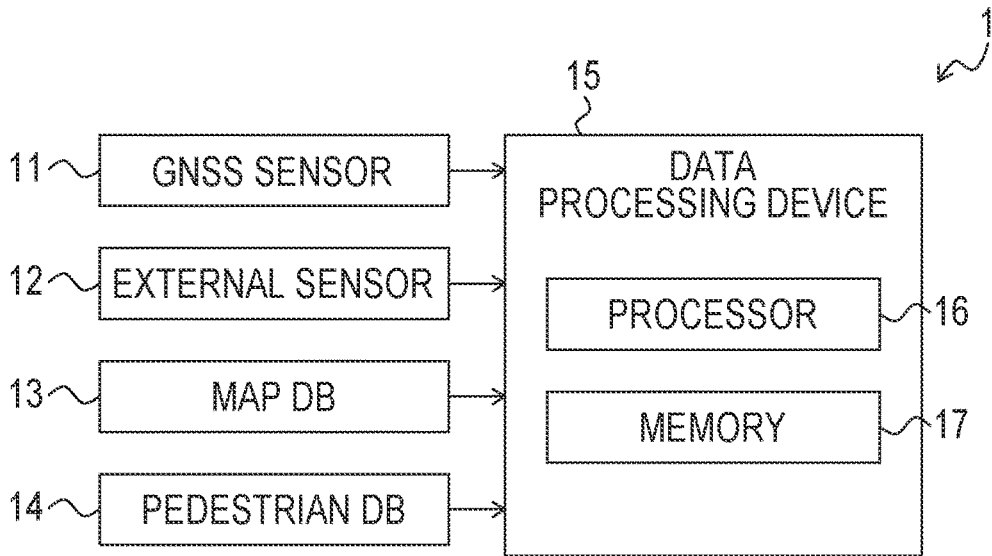 1
15
11
GNSS SENSOR
DATA
PROCESSING DEVICE
12
EXTERNAL SENSOR
PROCESSOR
16
13
MAP DB
MEMORY
17
14
PEDESTRIAN DB